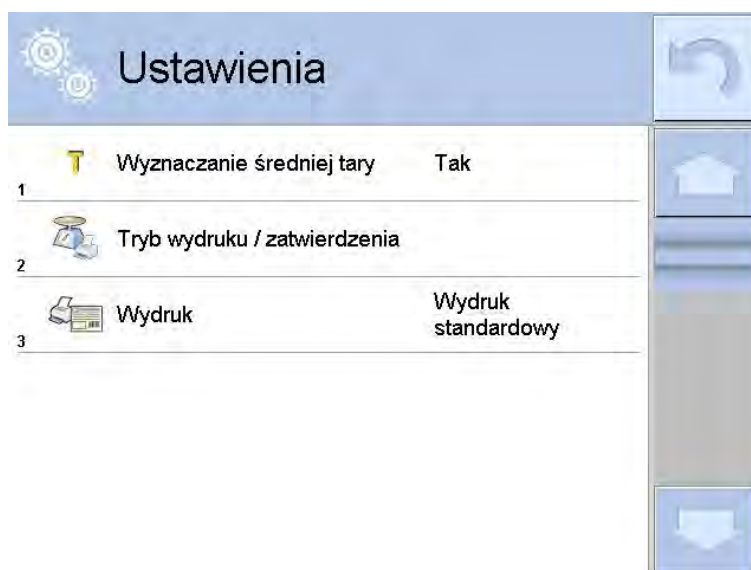 Ustawienia
1 Wyznaczanie średniej tary Tak
2 Tryb wydruku / zatwierdzenia
3 Wydruk Wydruk standardowy